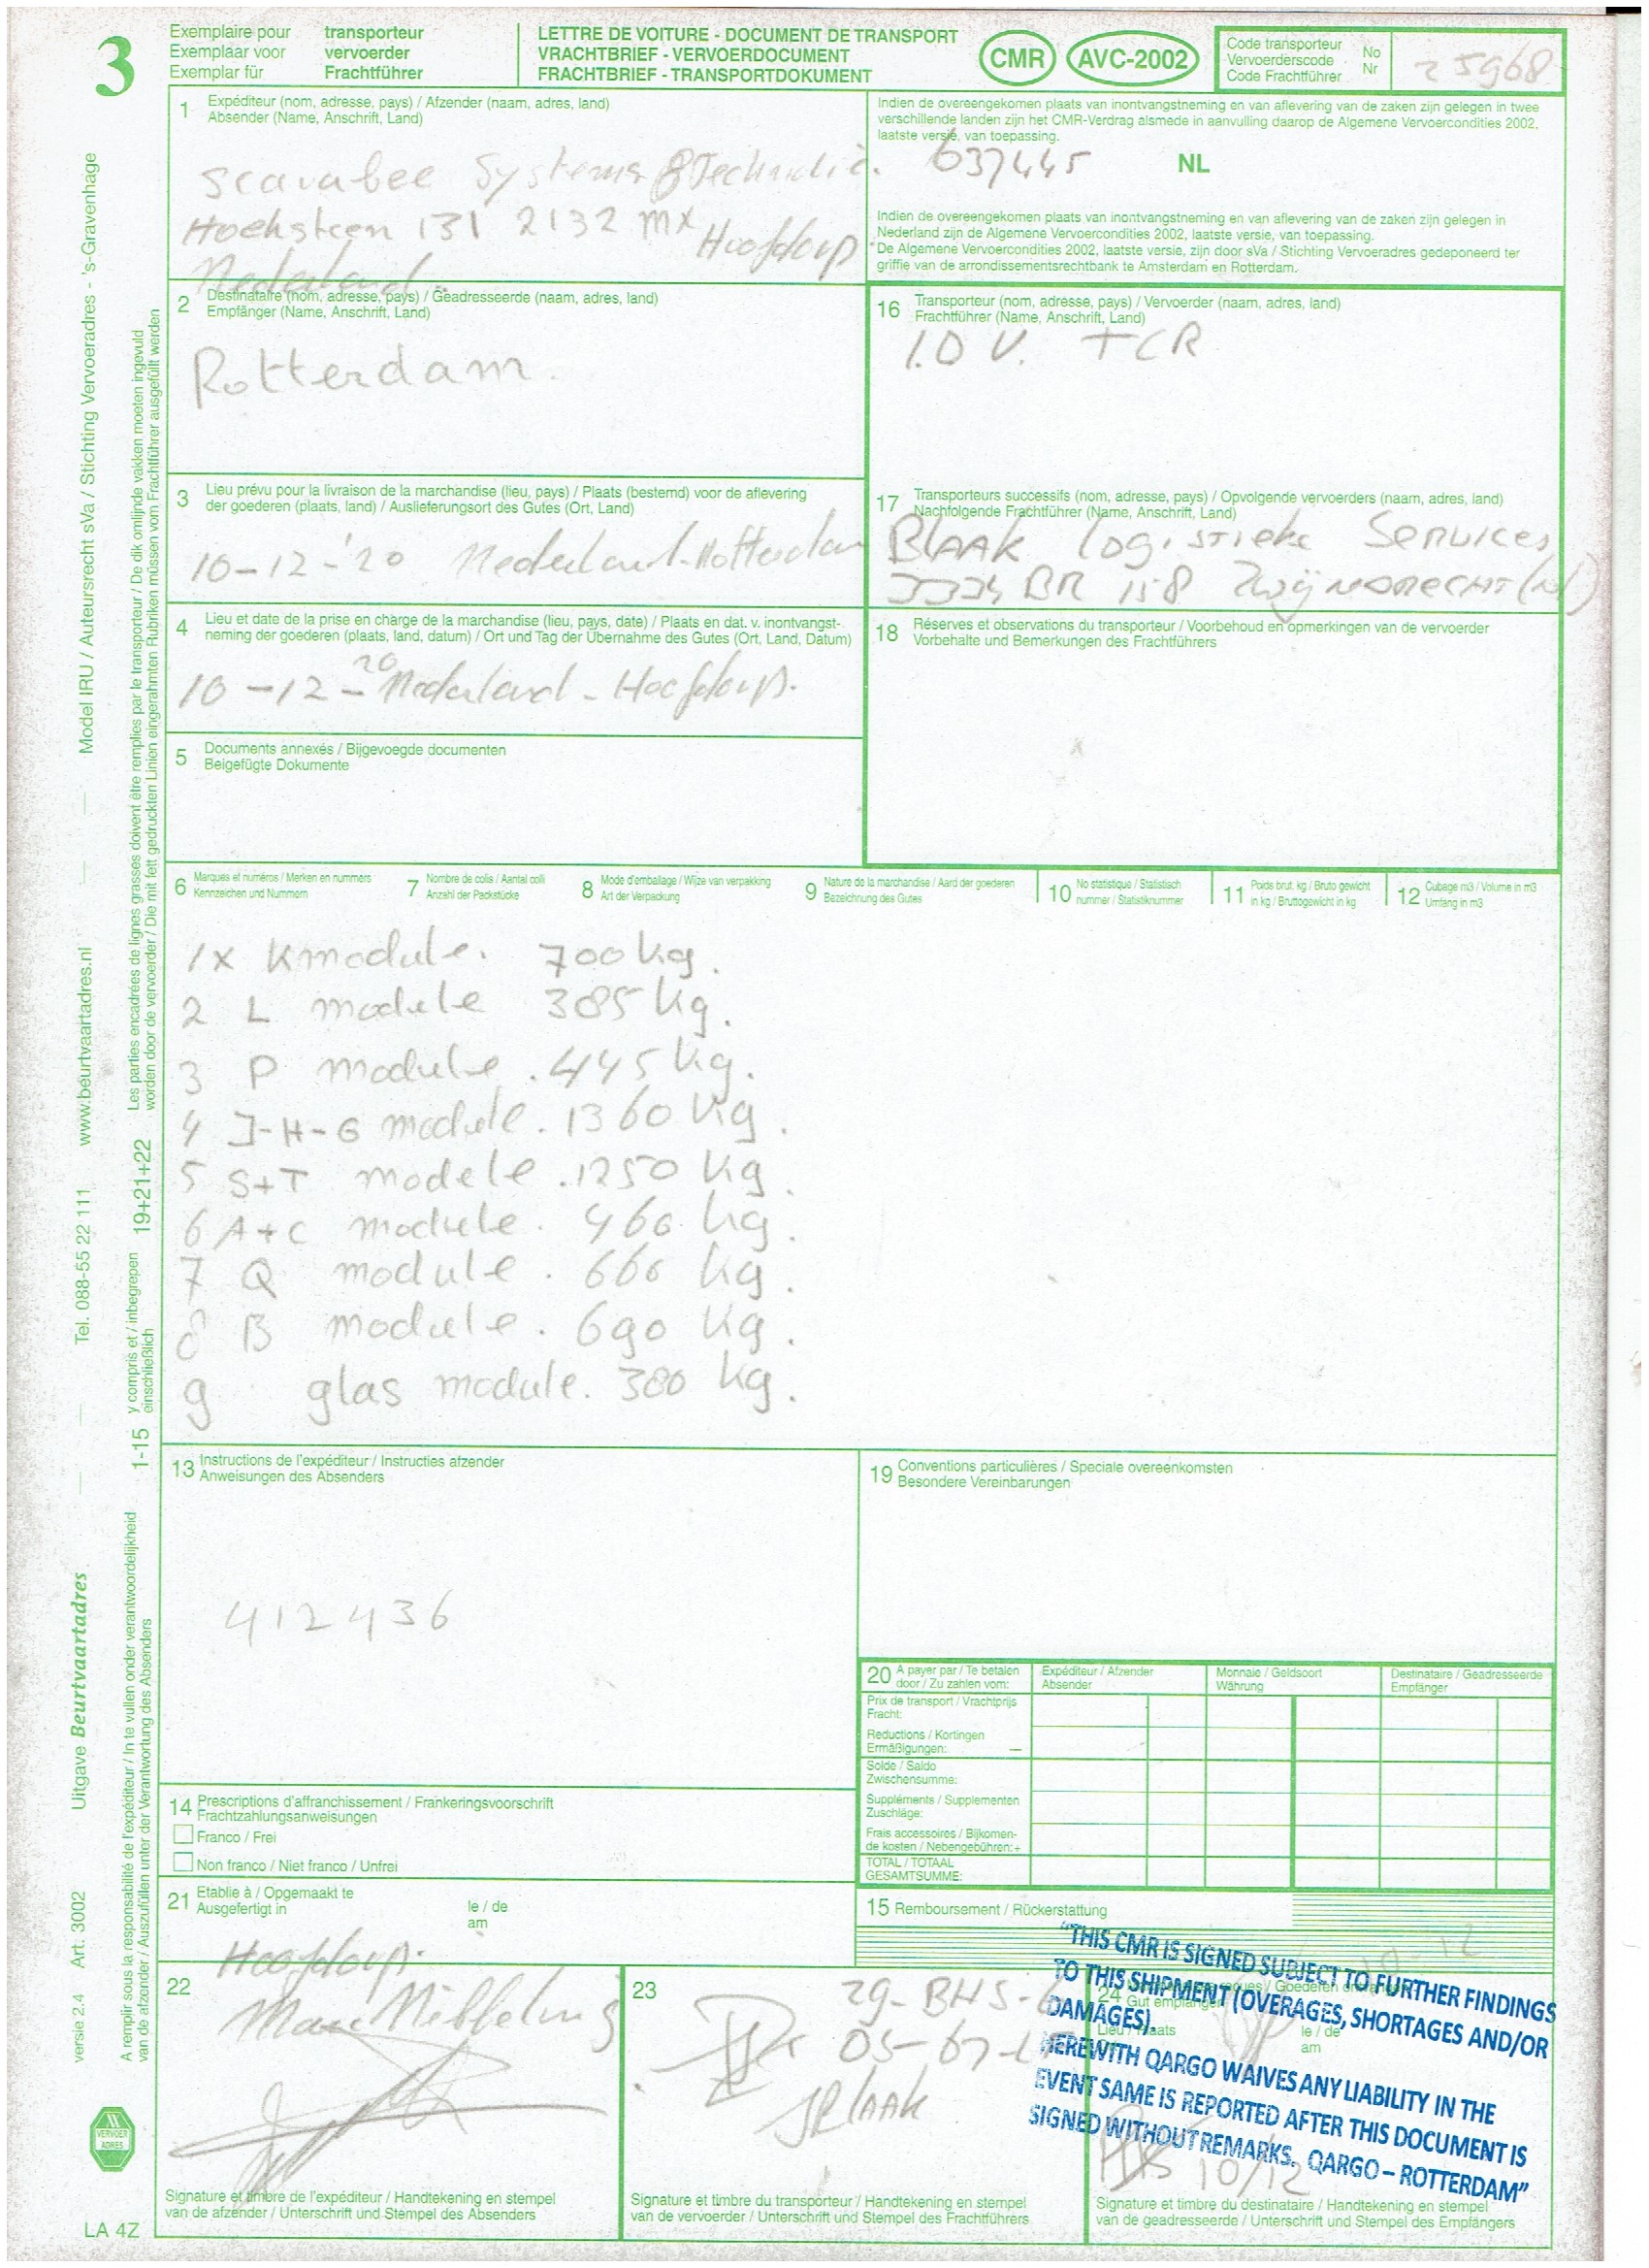 3
Exemplaire pour transporteur
Exemplaar voor vervoerder
Exemplar für Frachtführer
LETTRE DE VOITURE - DOCUMENT DE TRANSPORT
VRACHTBRIEF - VERVOERDOCUMENT
FRACHTBRIEF - TRANSPORTDOKUMENT
CMR AVC-2002
Code transporteur No
Vervoerderscode Nr
Code Frachtführer
25968
1 Expéditeur (nom, adresse, pays) / Afzender (naam, adres, land)
Absender (Name, Anschrift, Land)
Scarabee Systems & Technolie.
Hoeksteen 131 2132 MX Hoofdorp
Nederland
Indien de overeengekomen plaats van inontvangstneming en van aflevering van de zaken zijn gelegen in twee
verschillende landen zijn het CMR-Verdrag alsmede in aanvulling daarop de Algemene Vervoercondities 2002,
laatste versie, van toepassing.
637445 NL
Indien de overeengekomen plaats van inontvangstneming en van aflevering van de zaken zijn gelegen in
Nederland zijn de Algemene Vervoercondities 2002, laatste versie, van toepassing.
*De Algemene Vervoercondities 2002, laatste versie, zijn door sVa / Stichting Vervoeradres gedeponeerd ter
griffie van de arrondissementsrechtbank te Amsterdam en Rotterdam.
2 Destinataire (nom, adresse, pays) / Geadresseerde (naam, adres, land)
Empfänger (Name, Anschrift, Land)
Rotterdam.
16 Transporteur (nom, adresse, pays) / Vervoerder (naam, adres, land)
Frachtführer (Name, Anschrift, Land)
I.O V. TCR
3 Lieu prévu pour la livraison de la marchandise (lieu, pays) / Plaats (bestemd) voor de aflevering
der goederen (plaats, land) / Auslieferungsort des Gutes (Ort, Land)
10-12-'20 Nederland-Rotterdam
17 Transporteurs successifs (nom, adresse, pays) / Opvolgende vervoerders (naam, adres, land)
Nachfolgende Frachtführer (Name, Anschrift, Land)
BLAAK Logistieke Services
3334 BR 158 Zwijndrecht (NL)
4 Lieu et date de la prise en charge de la marchandise (lieu, pays, date) / Plaats en dat. v. inontvangst-
neming der goederen (plaats, land, datum) / Ort und Tag der Übernahme des Gutes (Ort, Land, Datum)
10-12-20 Nederland - Hoofdorp.
18 Réserves et observations du transporteur / Voorbehoud en opmerkingen van de vervoerder
Vorbehalte und Bemerkungen des Frachtführers
5 Documents annexés / Bijgevoegde documenten
Beigefügte Dokumente
6 Marques et numéros / Merken en nummers
Kennzeichen und Nummern
7 Nombre de colis / Aantal colli
Anzahl der Packstücke
8 Mode d'emballage / Wijze van verpakking
Art der Verpackung
9 Nature de la marchandise / Aard der goederen
Bezeichnung des Gutes
10 No statistique / Statistisch
nummer / Statistiknummer
11 Poids brut. kg / Bruto gewicht
in kg / Bruttogewicht in kg
12 Cubage m3 / Volume in m3
Umfang in m3
1x K module. 700 kg.
2 L module 385 kg.
3 P module. 445 kg.
4 J-H-G module. 1360 kg.
5 S+T modele. 1250 kg.
6 A+C module. 460 kg.
7 Q module. 660 kg.
8 B module. 690 kg.
9 glas module. 380 kg.
13 Instructions de l'expéditeur / Instructies afzender
Anweisungen des Absenders
412436
19 Conventions particulières / Speciale overeenkomsten
Besondere Vereinbarungen
20 A payer par / Te betalen
door / Zu zahlen vom:
Expéditeur / Afzender
Absender
Monnaie / Geldsoort
Währung
Destinataire / Geadresseerde
Empfänger
Prix de transport / Vrachtprijs
Fracht:
Reductions / Kortingen
Ermäßigungen: —
Solde / Saldo
Zwischensumme:
Suppléments / Supplementen
Zuschläge:
Frais accessoires / Bijkomen-
de kosten / Nebengebühren: +
TOTAL / TOTAAL
GESAMTSUMME:
14 Prescriptions d'affranchissement / Frankeringsvoorschrift
Frachtzahlungsanweisungen
Franco / Frei
Non franco / Niet franco / Unfrei
21 Etablie à / Opgemaakt te
Ausgefertigt in
le / de
am
Hoofdorp.
15 Remboursement / Rückerstattung
10-12
22
23
29-BHS-
05-67-
JBLAAK
24
Gut empfangen
Lieu / Plaats
le / de
am
"THIS CMR IS SIGNED SUBJECT TO FURTHER FINDINGS
TO THIS SHIPMENT (OVERAGES, SHORTAGES AND/OR
DAMAGES).
HEREWITH QARGO WAIVES ANY LIABILITY IN THE
EVENT SAME IS REPORTED AFTER THIS DOCUMENT IS
SIGNED WITHOUT REMARKS. QARGO – ROTTERDAM"
10/12
Signature et timbre de l'expéditeur / Handtekening en stempel
van de afzender / Unterschrift und Stempel des Absenders
Signature et timbre du transporteur / Handtekening en stempel
van de vervoerder / Unterschrift und Stempel des Frachtführers
Signature et timbre du destinataire / Handtekening en stempel
van de geadresseerde / Unterschrift und Stempel des Empfängers
LA 4Z
VERVOER
ADRES
versie 2.4 Art. 3002 Uitgave Beurtvaartadres Tel. 088-55 22 111 www.beurtvaartadres.nl Model IRU / Auteursrecht sVa / Stichting Vervoeradres - 's-Gravenhage
A remplir sous la responsabilité de l'expéditeur / In te vullen onder verantwoordelijkheid
van de afzender / Auszufüllen unter der Verantwortung des Absenders
1-15 y compris et / inbegrepen
einschließlich
19+21+22
Les parties encadrées de lignes grasses doivent être remplies par le transporteur / De dik omlijnde vakken moeten ingevuld
worden door de vervoerder / Die mit fett gedruckten Linien eingerahmten Rubriken müssen vom Frachtführer ausgefüllt werden